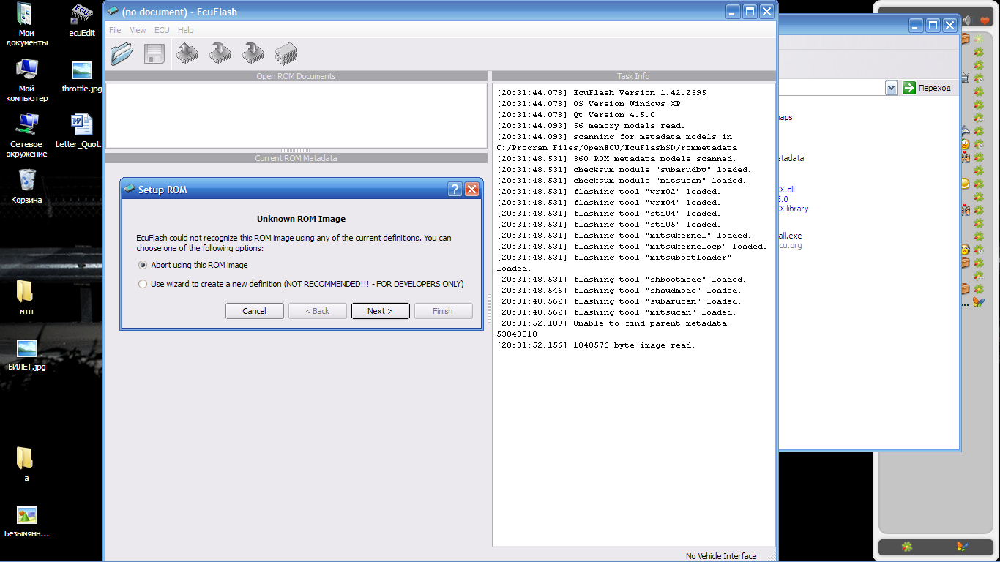 Мои
документы
ecuEdit
Мой
компьютер
throttle.jpg
Сетевое
окружение
Letter_Quot...
Корзина
мтп
БИЛЕТ.jpg
а
Безымянн...
(no document) - EcuFlash
File View ECU Help
Open ROM Documents
Current ROM Metadata
Setup ROM
Unknown ROM Image
EcuFlash could not recognize this ROM image using any of the current definitions. You can
choose one of the following options:
Abort using this ROM image
Use wizard to create a new definition (NOT RECOMMENDED!!! - FOR DEVELOPERS ONLY)
Cancel < Back Next > Finish
Task Info
[20:31:44.078] EcuFlash Version 1.42.2595
[20:31:44.078] OS Version Windows XP
[20:31:44.078] Qt Version 4.5.0
[20:31:44.093] 56 memory models read.
[20:31:44.093] scanning for metadata models in
C:/Program Files/OpenECU/EcuFlashSD/rommetadata
[20:31:48.531] 360 ROM metadata models scanned.
[20:31:48.531] checksum module "subarudbw" loaded.
[20:31:48.531] checksum module "mitsucan" loaded.
[20:31:48.531] flashing tool "wrx02" loaded.
[20:31:48.531] flashing tool "wrx04" loaded.
[20:31:48.531] flashing tool "sti04" loaded.
[20:31:48.531] flashing tool "sti05" loaded.
[20:31:48.531] flashing tool "mitsukernel" loaded.
[20:31:48.531] flashing tool "mitsukernelocp" loaded.
[20:31:48.531] flashing tool "mitsubootloader"
loaded.
[20:31:48.531] flashing tool "shbootmode" loaded.
[20:31:48.546] flashing tool "shaudmode" loaded.
[20:31:48.562] flashing tool "subarucan" loaded.
[20:31:48.562] flashing tool "mitsucan" loaded.
[20:31:52.109] Unable to find parent metadata
53040010
[20:31:52.156] 1048576 byte image read.
No Vehicle Interface
Переход
aps
etadata
X.dll
5.0
X library
all.exe
cu.org
...